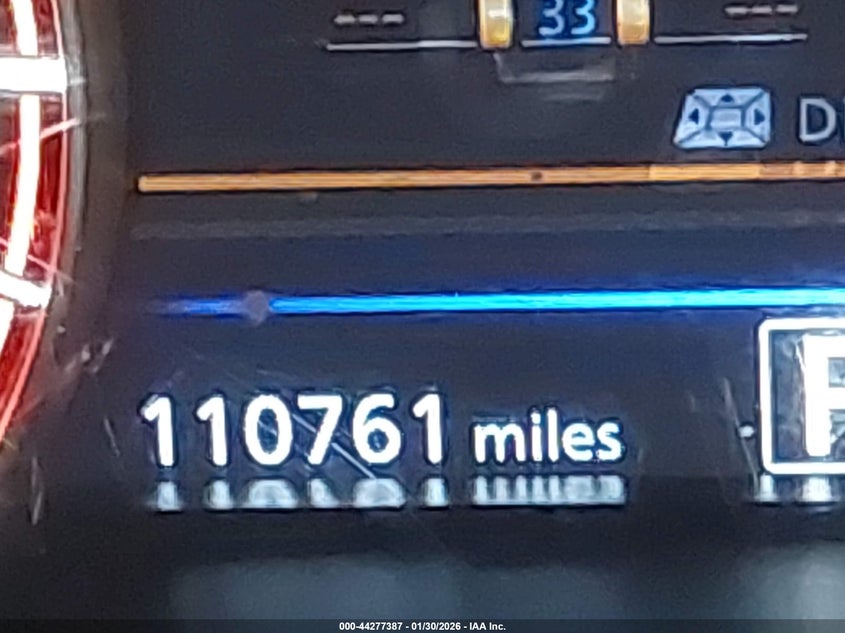 --- 33 ---
110761 miles
000-44277387 - 01/30/2026 - IAA Inc.